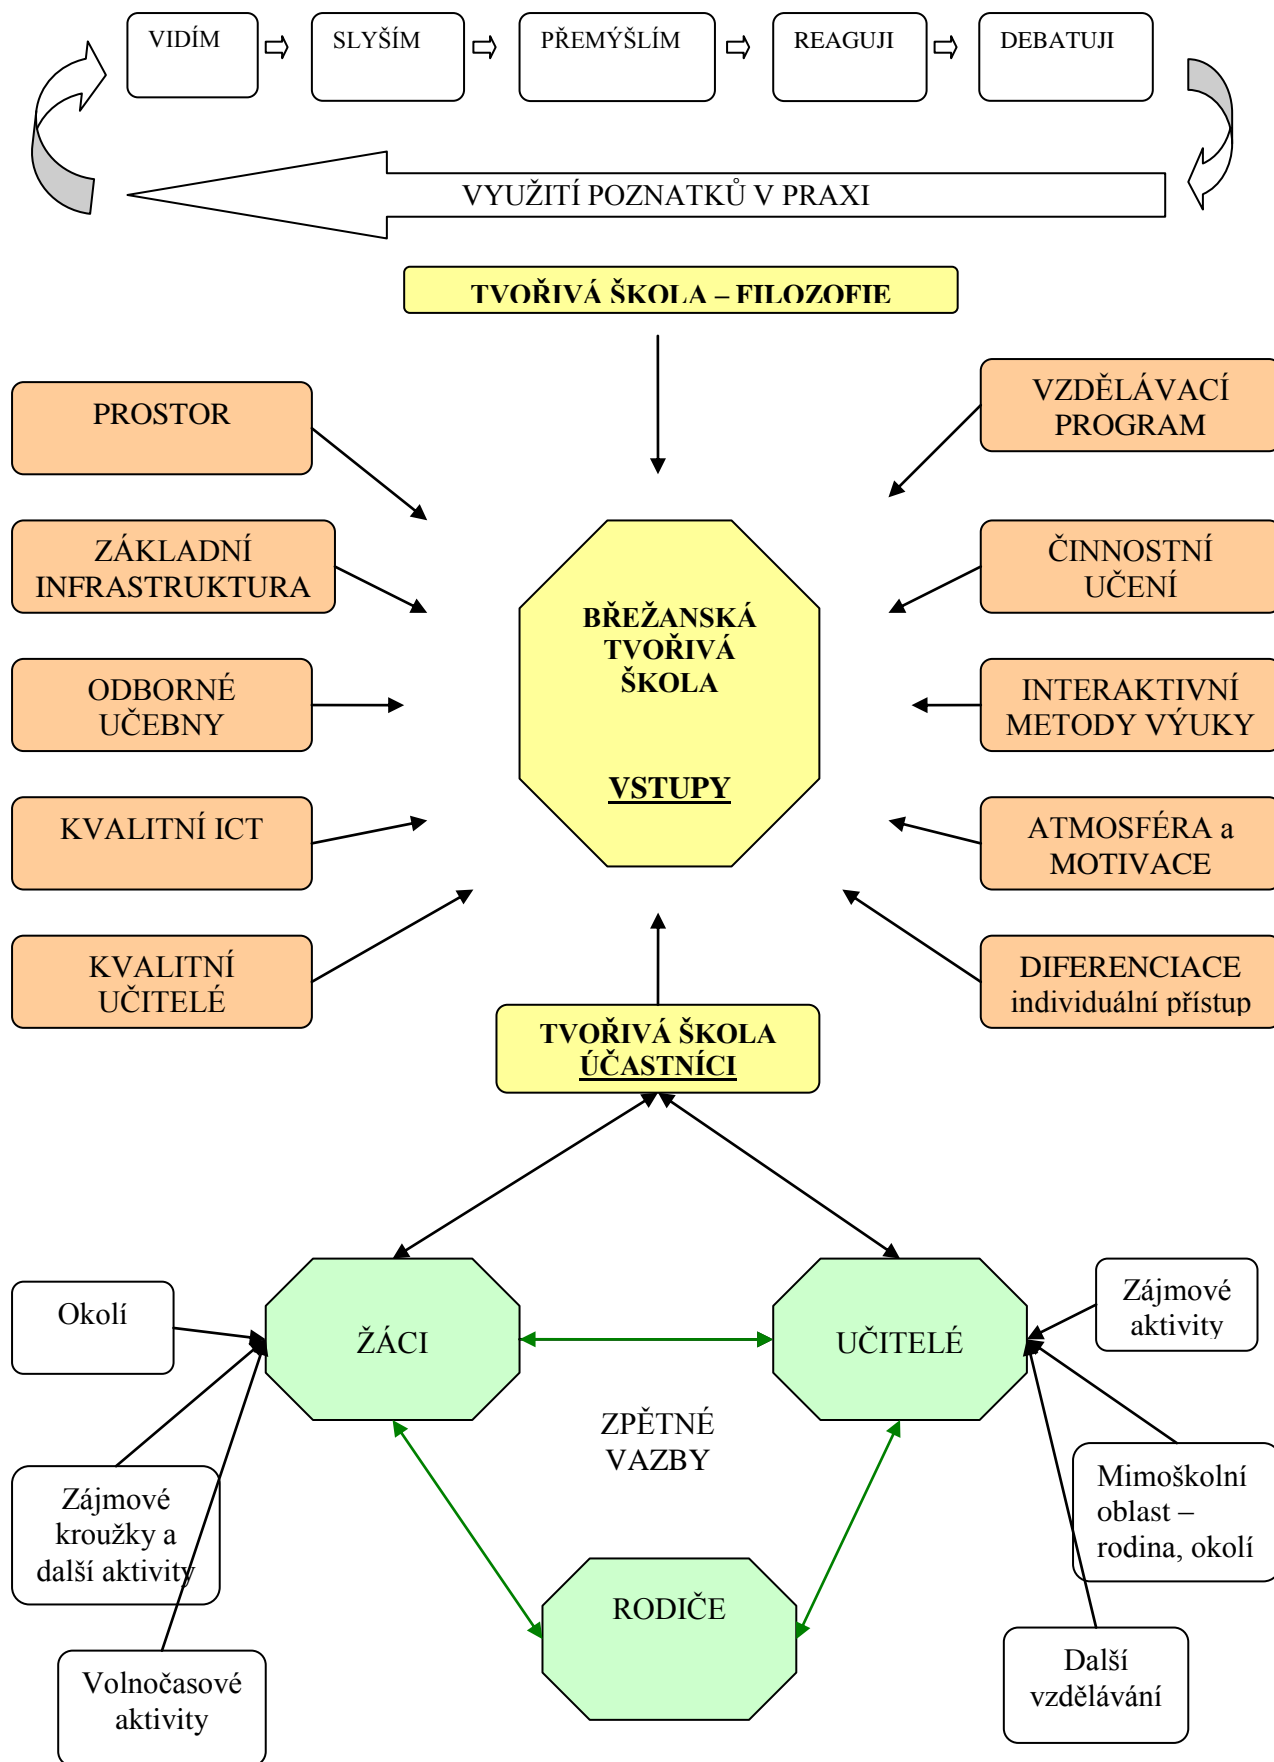 VIDÍM
SLYŠÍM
PŘEMÝŠLÍM
REAGUJI
DEBATUJI
VYUŽITÍ POZNATKŮ V PRAXI
TVOŘIVÁ ŠKOLA – FILOZOFIE
PROSTOR
ZÁKLADNÍ
INFRASTRUKTURA
ODBORNÉ
UČEBNY
KVALITNÍ ICT
KVALITNÍ
UČITELÉ
BŘEŽANSKÁ
TVOŘIVÁ
ŠKOLA
VSTUPY
VZDĚLÁVACÍ
PROGRAM
ČINNOSTNÍ
UČENÍ
INTERAKTIVNÍ
METODY VÝUKY
ATMOSFÉRA a
MOTIVACE
DIFERENCIACE
individuální přístup
TVOŘIVÁ ŠKOLA
ÚČASTNÍCI
Okolí
ŽÁCI
UČITELÉ
Zájmové
aktivity
ZPĚTNÉ
VAZBY
Zájmové
kroužky a
další aktivity
Mimoškolní
oblast –
rodina, okolí
RODIČE
Volnočasové
aktivity
Další
vzdělávání